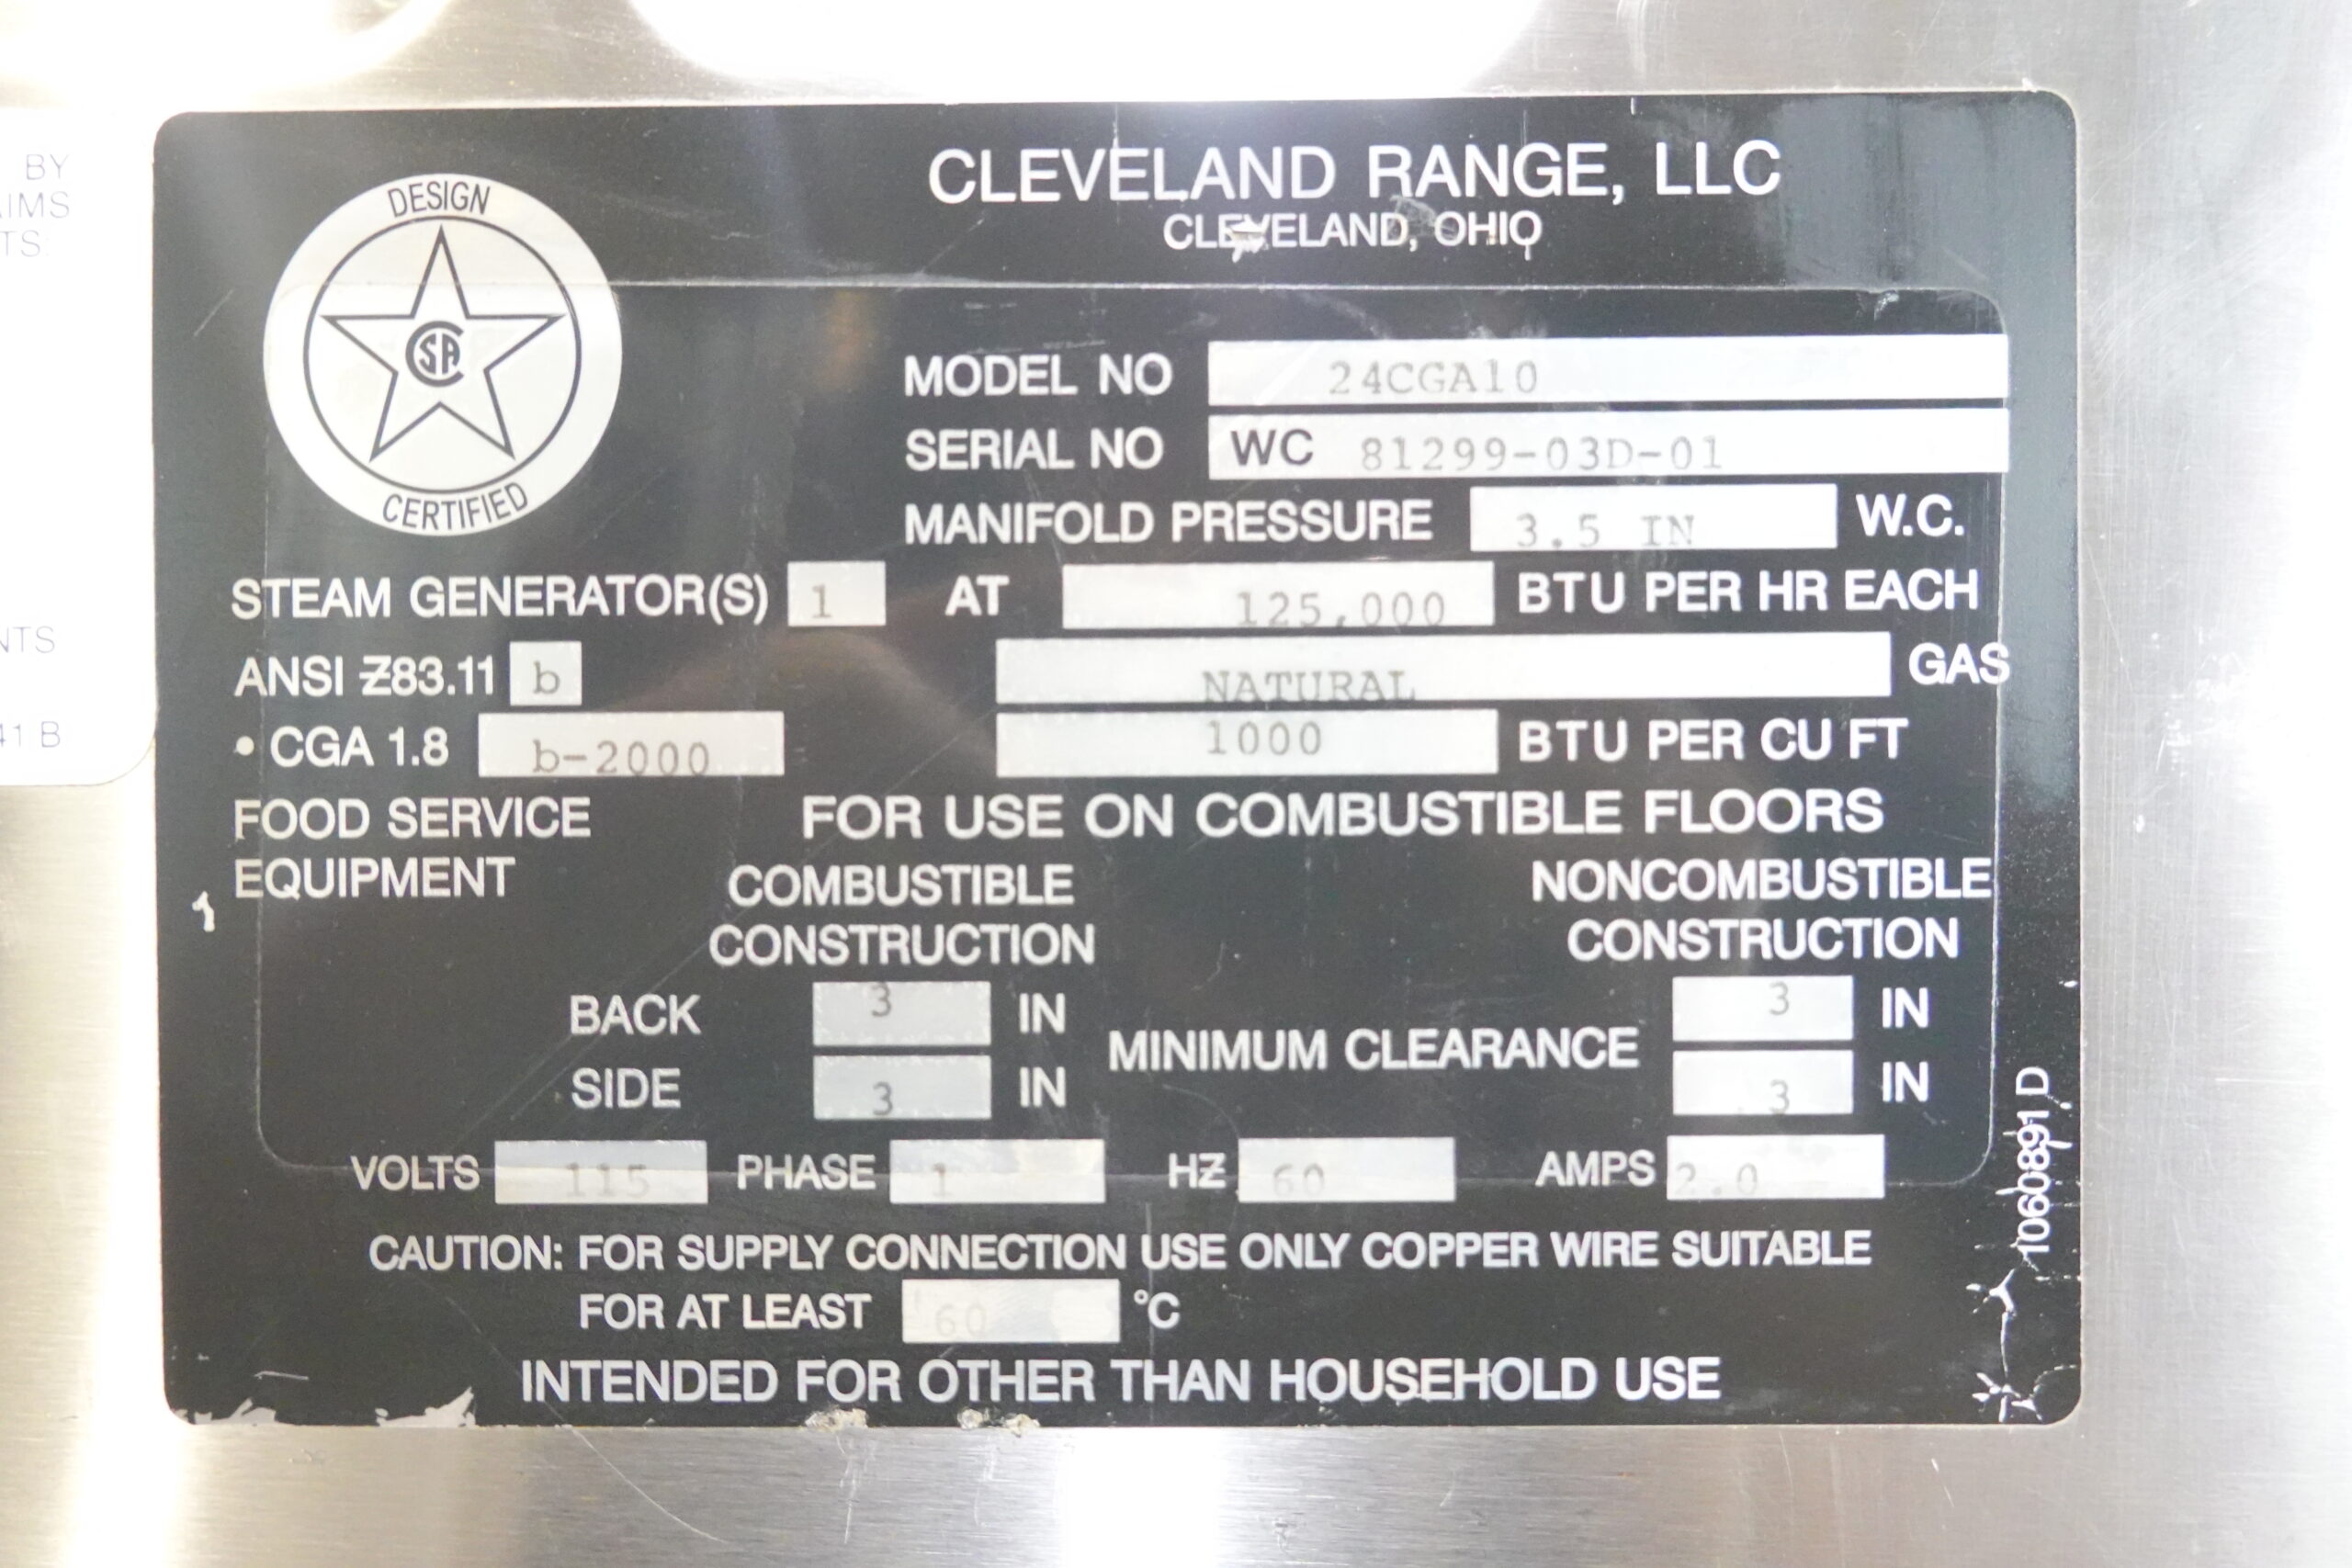 BY
AIMS
TS
NTS
41 B
DESIGN
CSA
CERTIFIED
CLEVELAND RANGE, LLC
CLEVELAND, OHIO
MODEL NO 24CGA10
SERIAL NO WC 81299-03D-01
MANIFOLD PRESSURE 3.5 IN W.C.
STEAM GENERATOR(S) 1 AT 125,000 BTU PER HR EACH
ANSI Z83.11 b NATURAL GAS
• CGA 1.8 b-2000 1000 BTU PER CU FT
FOOD SERVICE EQUIPMENT
FOR USE ON COMBUSTIBLE FLOORS
COMBUSTIBLE CONSTRUCTION
NONCOMBUSTIBLE CONSTRUCTION
BACK 3 IN 3 IN
MINIMUM CLEARANCE
SIDE 3 IN 3 IN
VOLTS 115 PHASE 1 HZ 60 AMPS 2.0
CAUTION: FOR SUPPLY CONNECTION USE ONLY COPPER WIRE SUITABLE
FOR AT LEAST 60 °C
INTENDED FOR OTHER THAN HOUSEHOLD USE
1060891 D